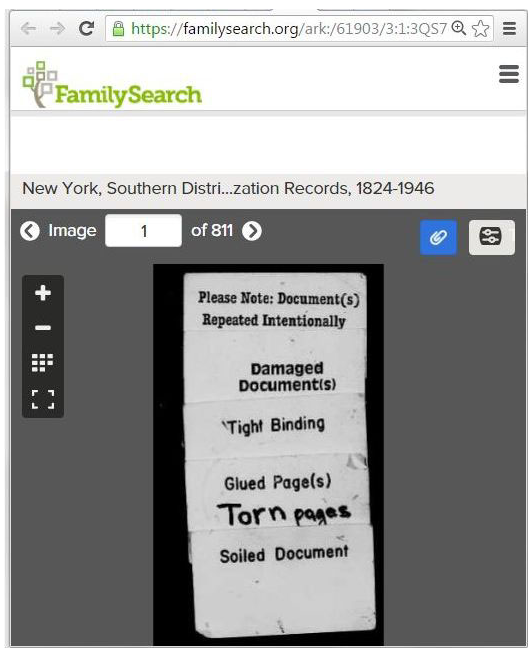 https://familysearch.org/ark:/61903/3:1:3QS7
FamilySearch
New York, Southern Distri...zation Records, 1824-1946
Image 1 of 811
Please Note: Document(s)
Repeated Intentionally
Damaged
Document(s)
Tight Binding
Glued Page(s)
Torn pages
Soiled Document